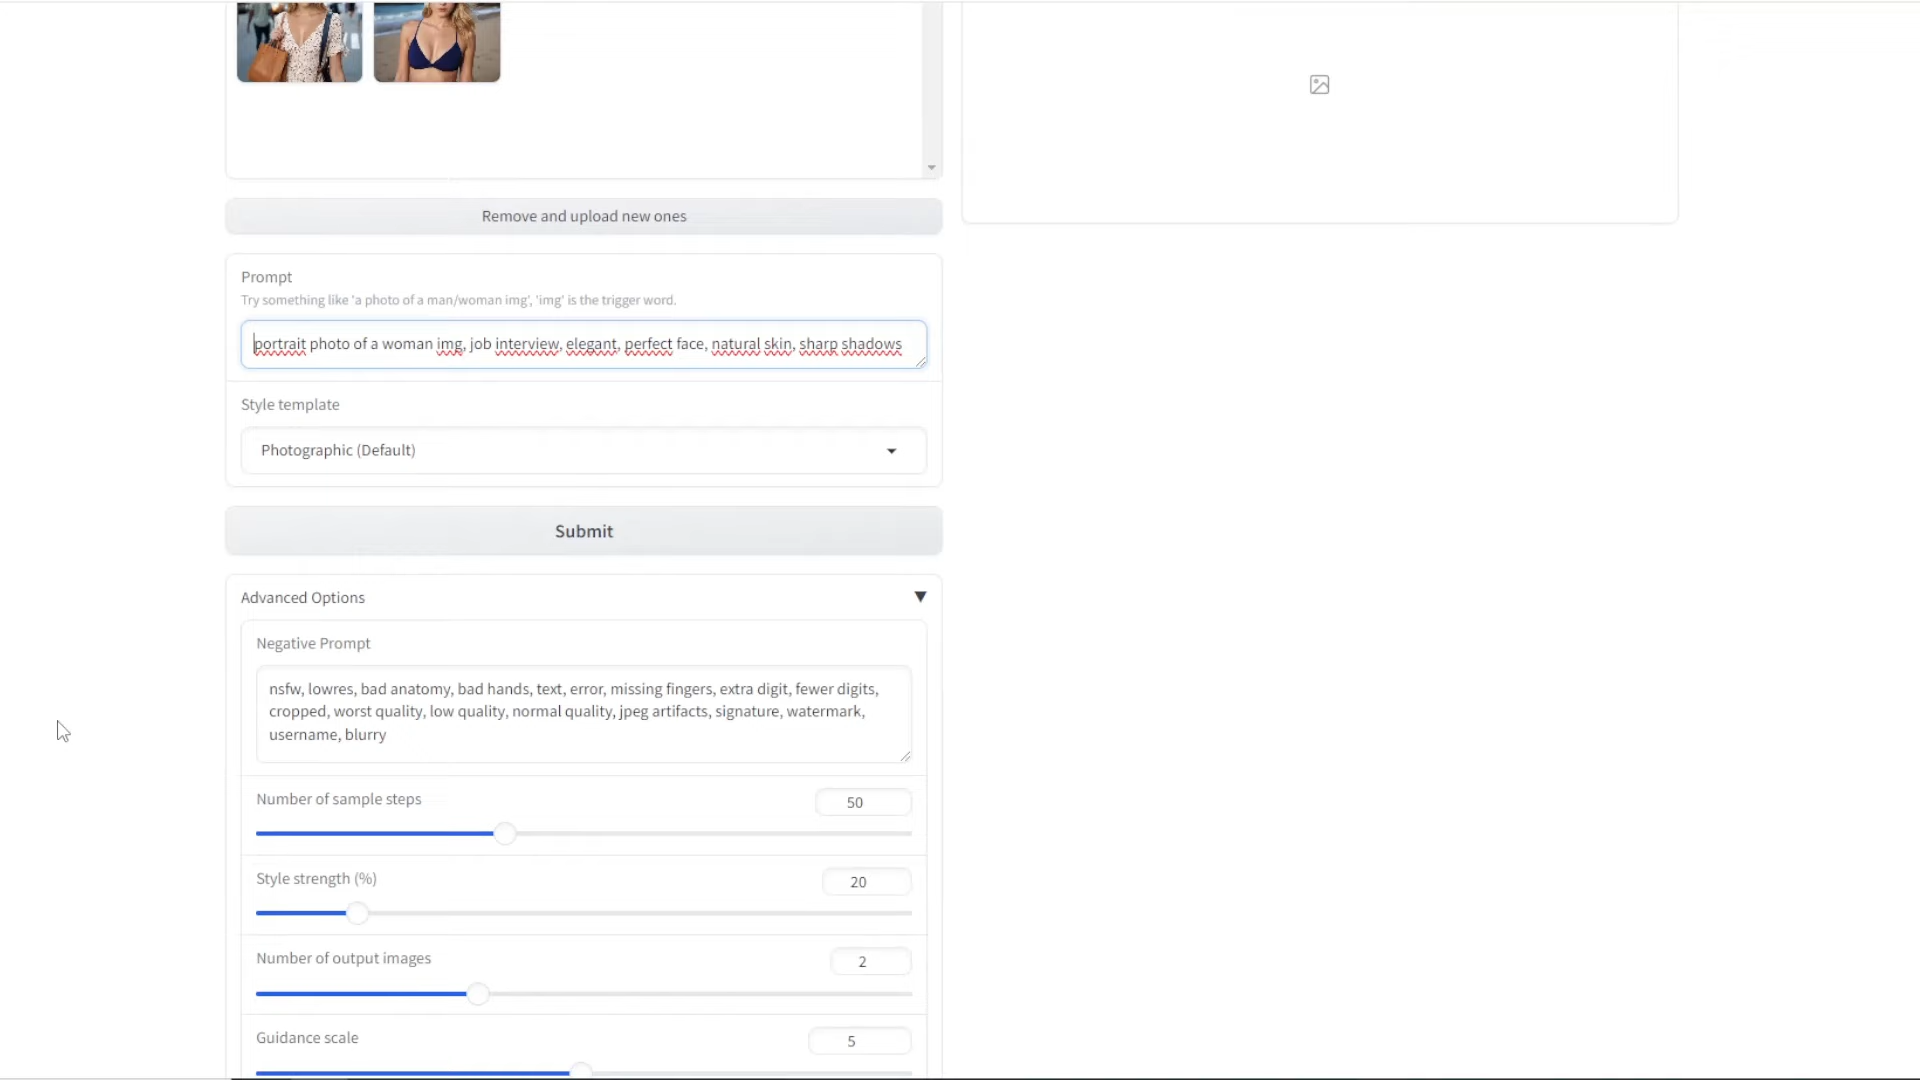 Remove and upload new ones
Prompt
Try something like 'a photo of a man/woman img', 'img' is the trigger word.
portrait photo of a woman img, job interview, elegant, perfect face, natural skin, sharp shadows
Style template
Photographic (Default)
Submit
Advanced Options
Negative Prompt
nsfw, lowres, bad anatomy, bad hands, text, error, missing fingers, extra digit, fewer digits,
cropped, worst quality, low quality, normal quality, jpeg artifacts, signature, watermark,
username, blurry
Number of sample steps
50
Style strength (%)
20
Number of output images
2
Guidance scale
5